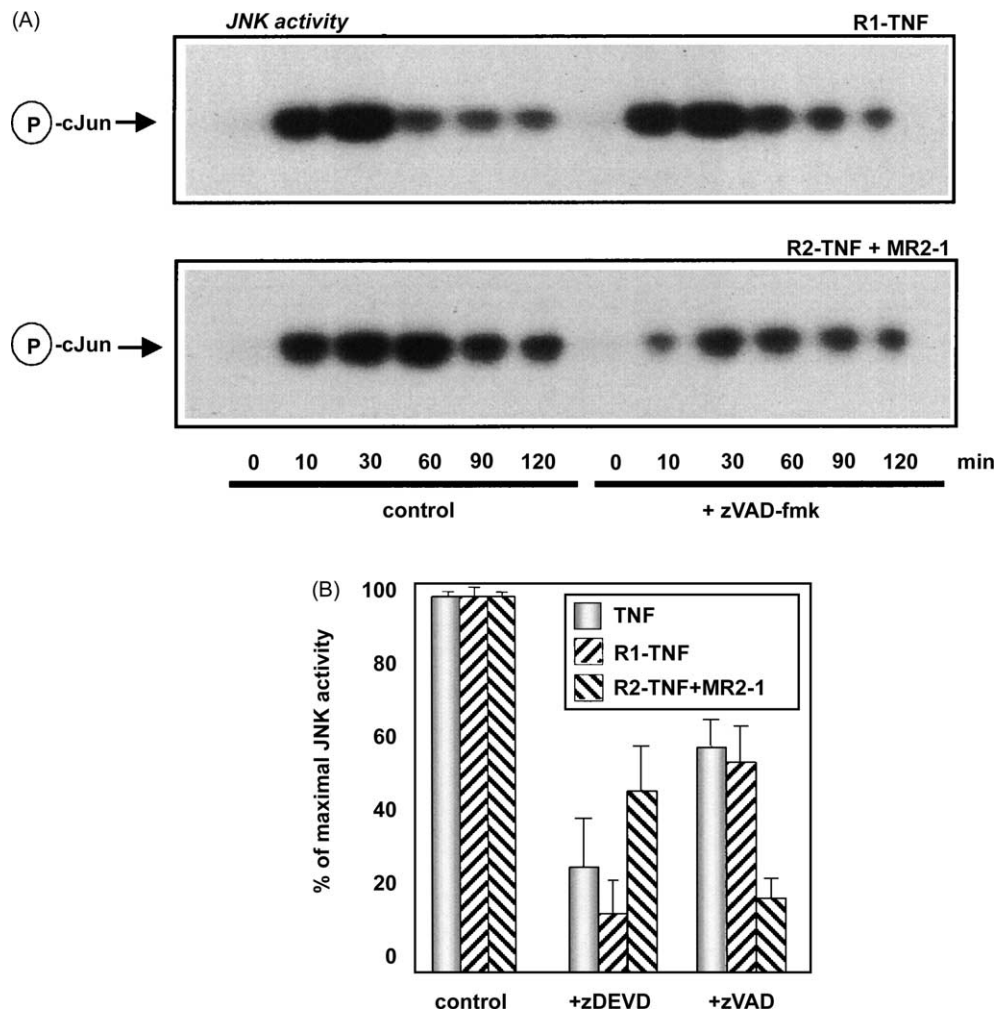 (A)
JNK activity
R1-TNF
P -cJun
R2-TNF + MR2-1
P -cJun
0 10 30 60 90 120 0 10 30 60 90 120 min
control + zVAD-fmk
(B)
% of maximal JNK activity
100
80
60
40
20
0
TNF
R1-TNF
R2-TNF+MR2-1
control +zDEVD +zVAD